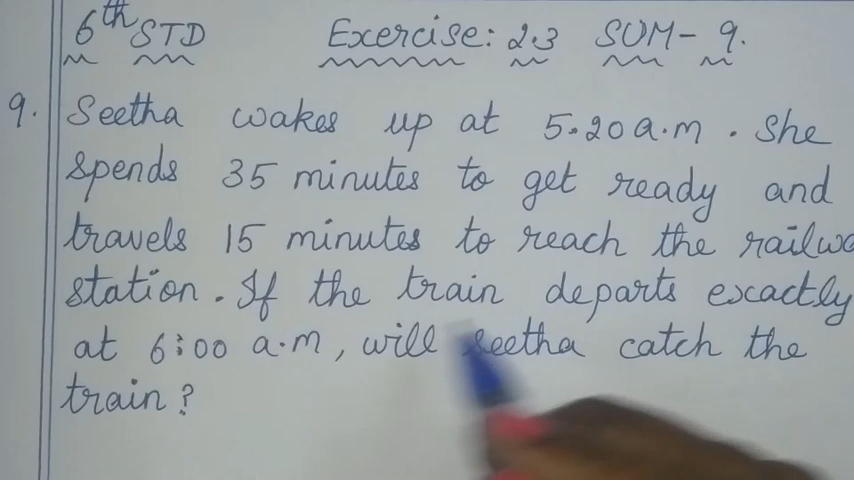 6th STD Exercise: 2.3 SUM- 9.
9. Seetha wakes up at 5.20 a.m. She
spends 35 minutes to get ready and
travels 15 minutes to reach the railwa
station. If the train departs exactly
at 6:00 a.m, will seetha catch the
train?